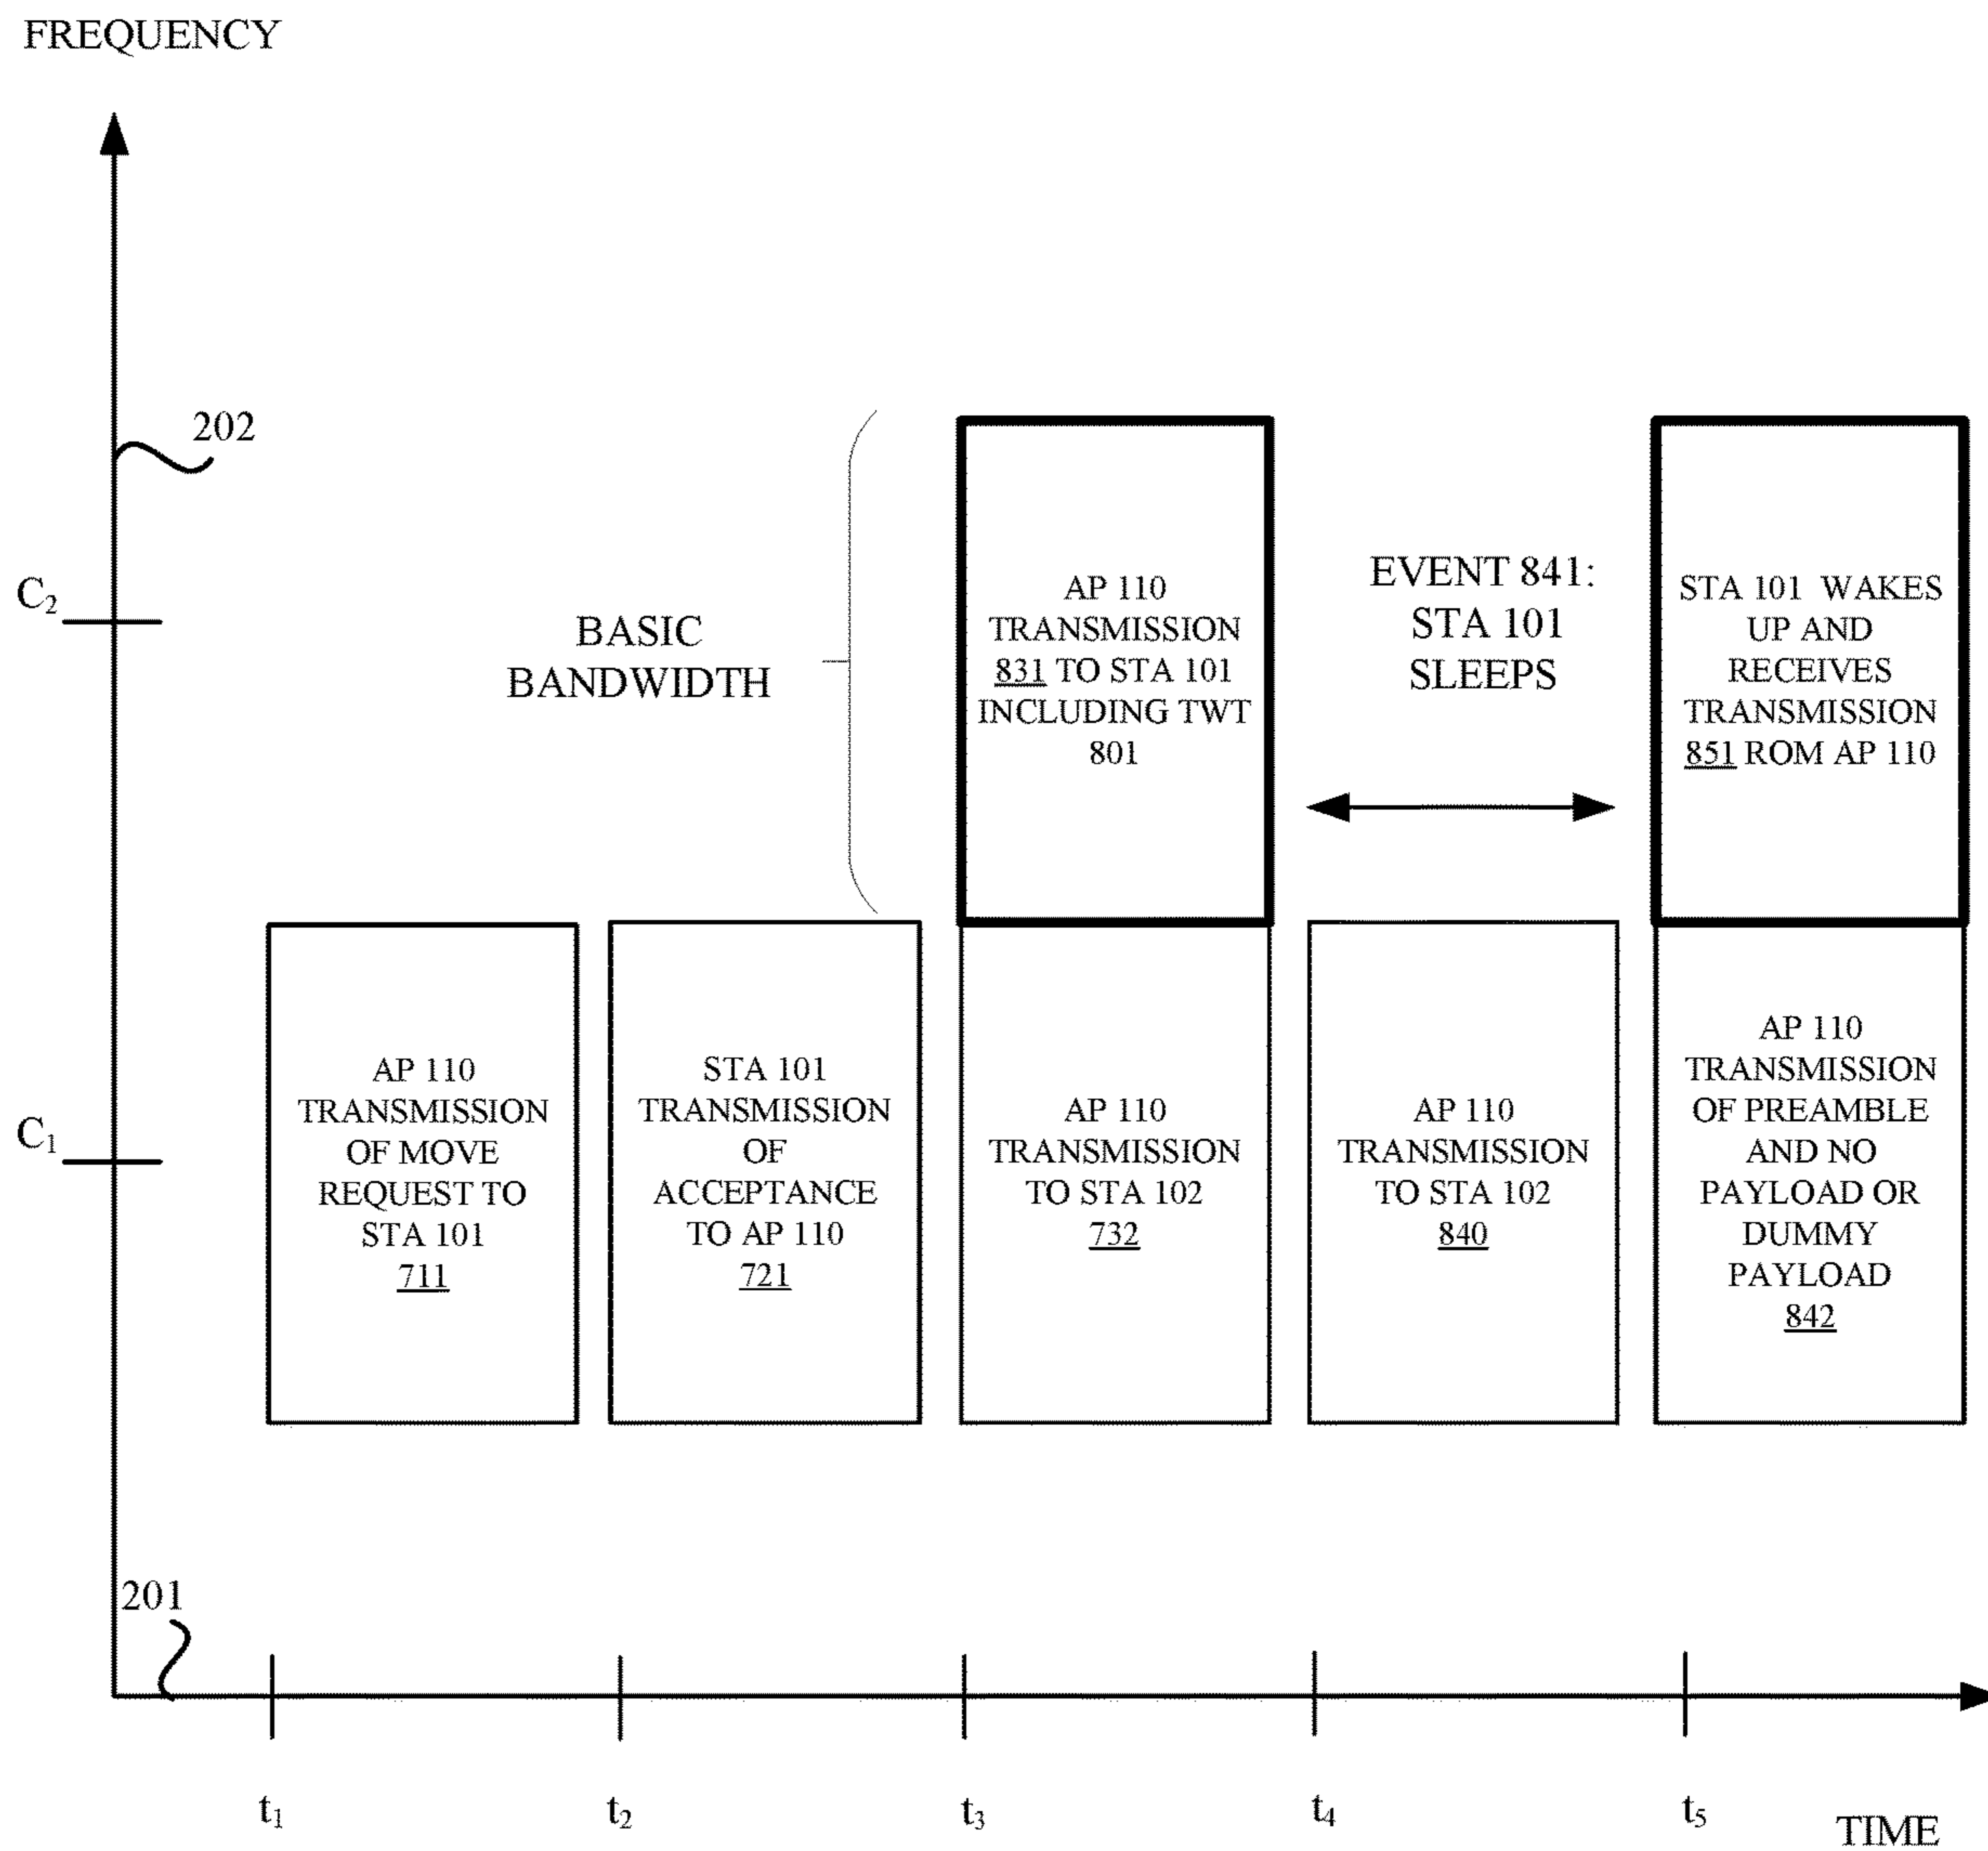 FREQUENCY
202
C2
BASIC
BANDWIDTH
AP 110
TRANSMISSION
831 TO STA 101
INCLUDING TWT
801
EVENT 841:
STA 101
SLEEPS
STA 101 WAKES
UP AND
RECEIVES
TRANSMISSION
851 ROM AP 110
C1
AP 110
TRANSMISSION
OF MOVE
REQUEST TO
STA 101
711
STA 101
TRANSMISSION
OF
ACCEPTANCE
TO AP 110
721
AP 110
TRANSMISSION
TO STA 102
732
AP 110
TRANSMISSION
TO STA 102
840
AP 110
TRANSMISSION
OF PREAMBLE
AND NO
PAYLOAD OR
DUMMY
PAYLOAD
842
201
t1
t2
t3
t4
t5
TIME